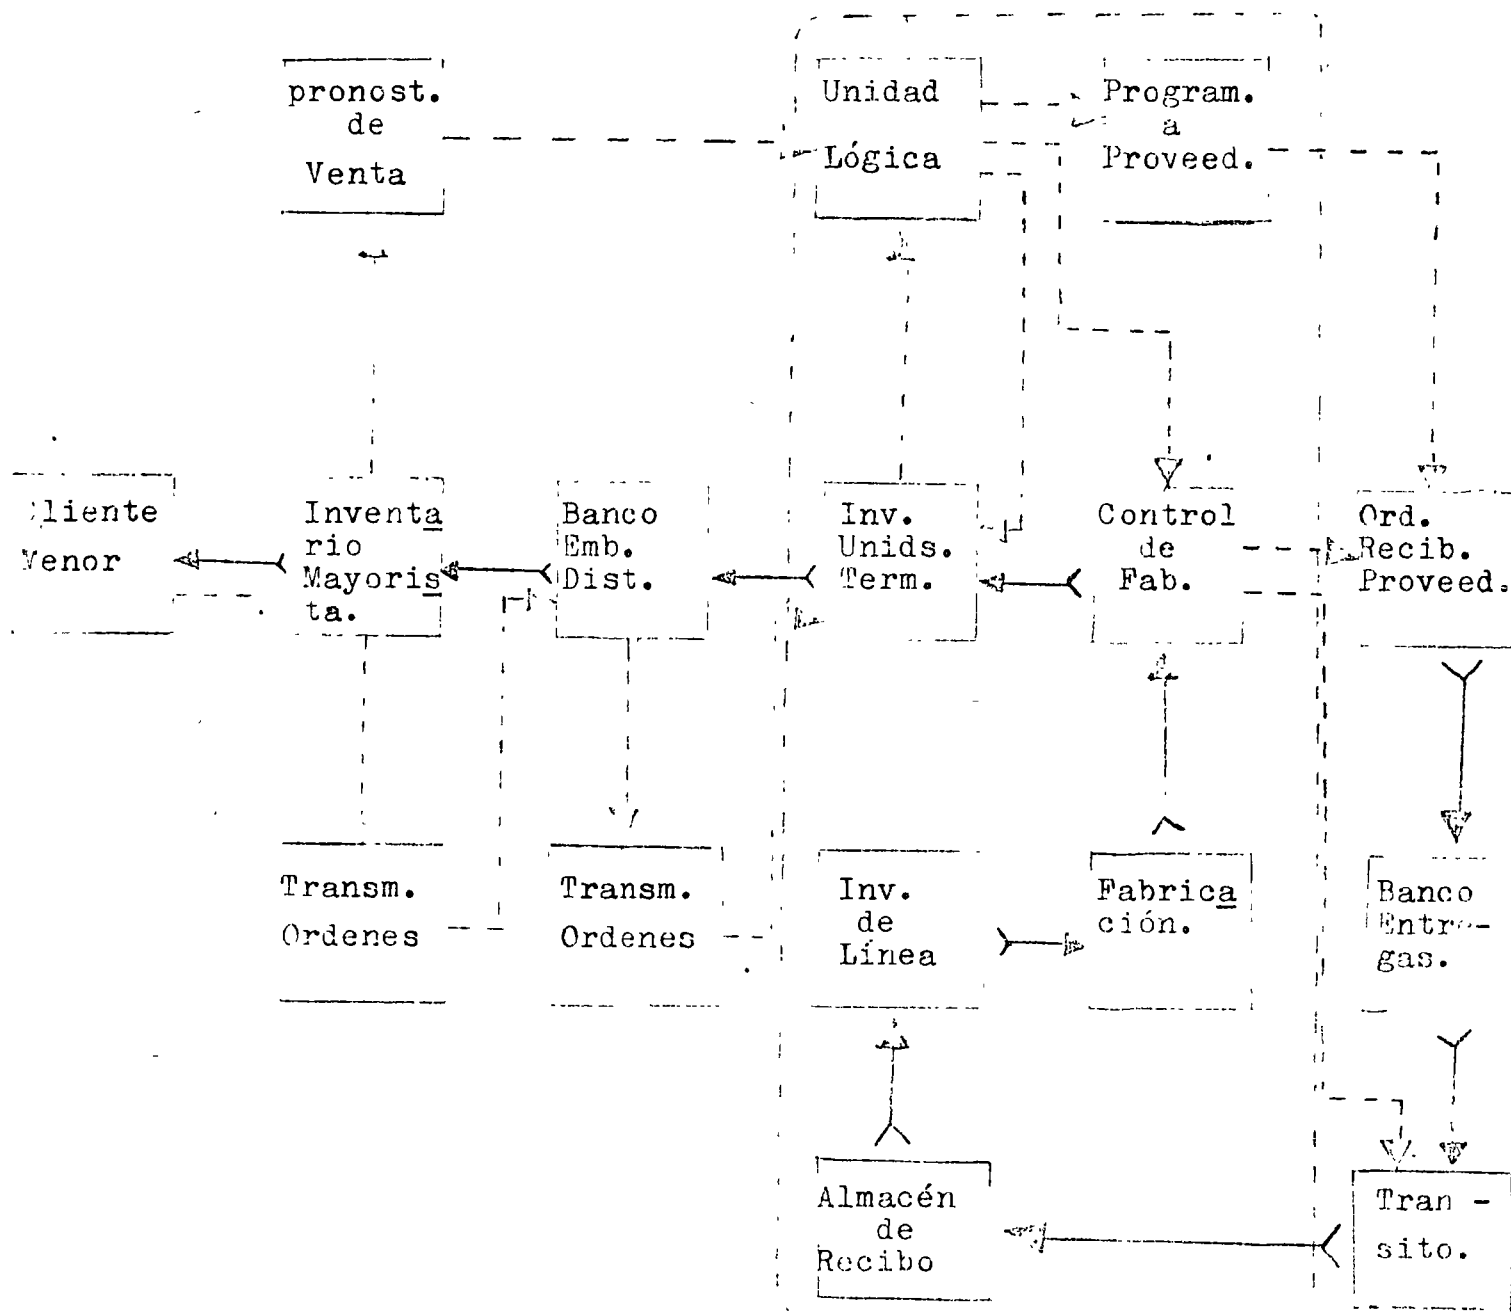 pronost.
de
Venta
Unidad
Lógica
Program.
a
Proveed.
liente
Menor
Inventa
rio
Mayoris
ta.
Banco
Emb.
Dist.
Inv.
Unids.
Term.
Control
de
Fab.
Ord.
Recib.
Proveed.
Transm.
Ordenes
Transm.
Ordenes
Inv.
de
Línea
Fabrica
ción.
Banco
Entre-
gas.
Almacén
de
Recibo
Tran -
sito.